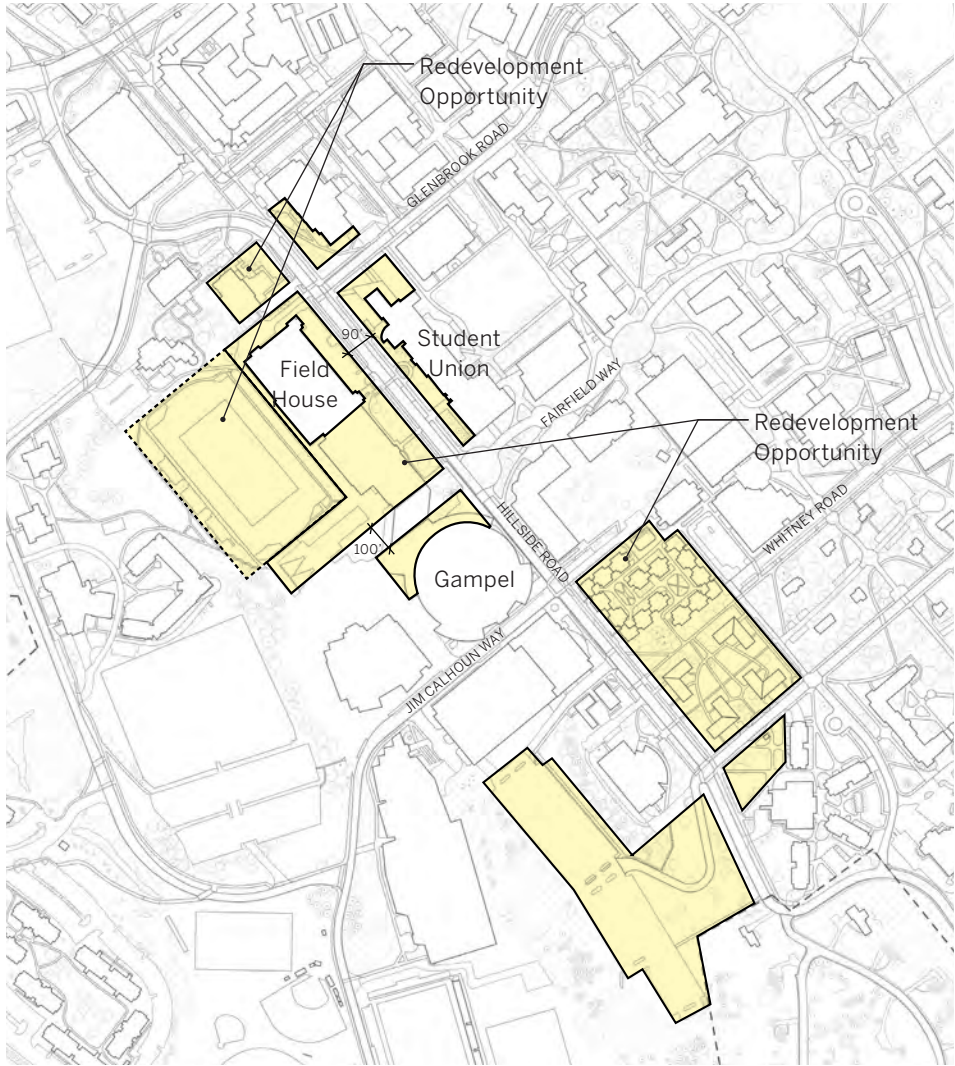 Redevelopment
Opportunity
GLENBROOK ROAD
90'
Student
Union
Field
House
FAIRFIELD WAY
Redevelopment
Opportunity
HILLSIDE ROAD
WHITNEY ROAD
100'
Gampel
JIM CALHOUN WAY